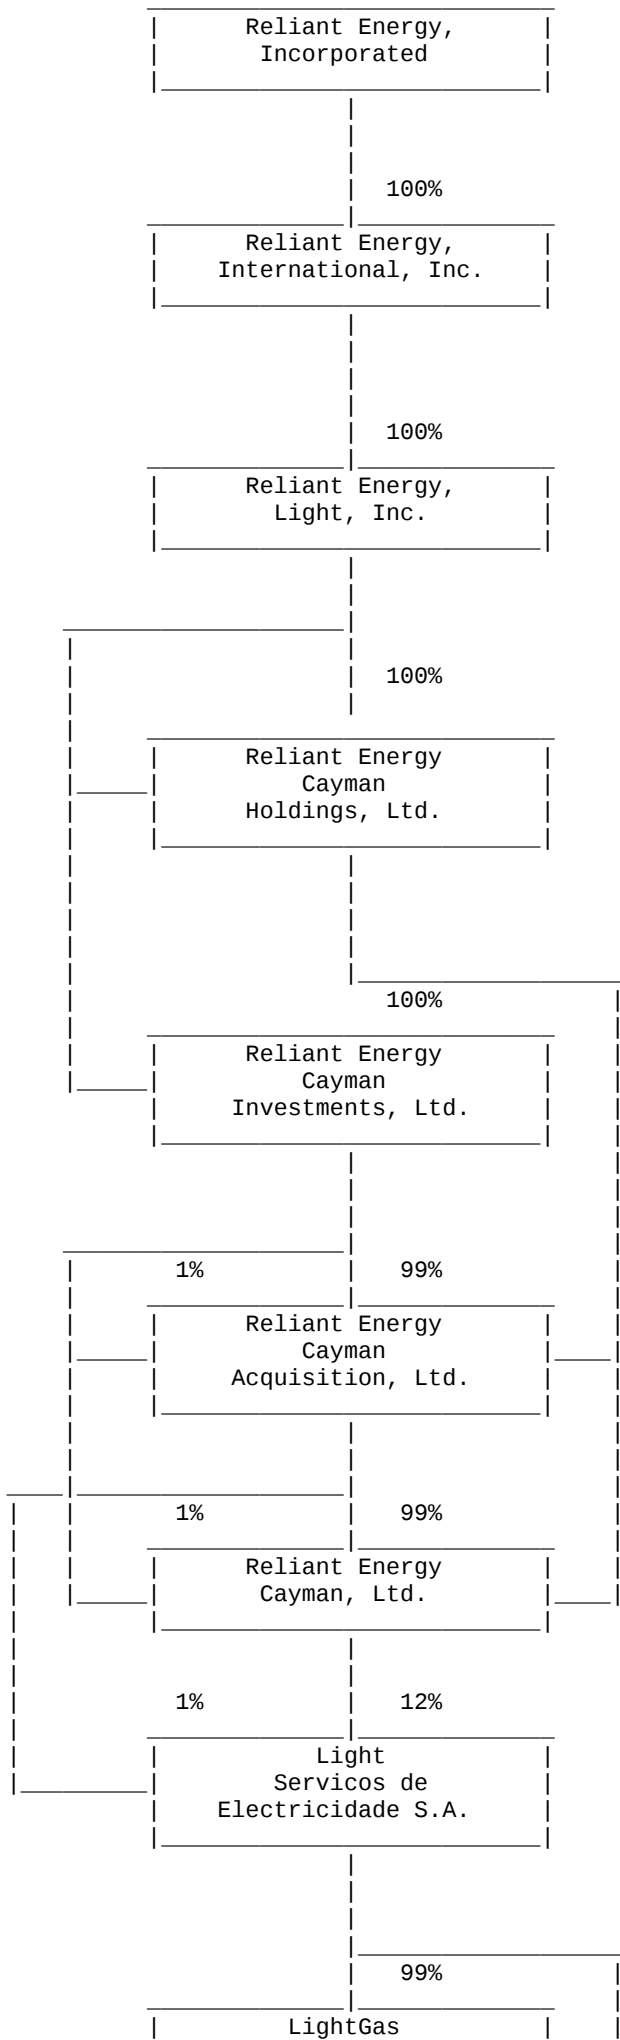 Reliant Energy,
Incorporated
100%
Reliant Energy,
International, Inc.
100%
Reliant Energy,
Light, Inc.
100%
Reliant Energy
Cayman
Holdings, Ltd.
100%
Reliant Energy
Cayman
Investments, Ltd.
1% 99%
Reliant Energy
Cayman
Acquisition, Ltd.
1% 99%
Reliant Energy
Cayman, Ltd.
1% 12%
Light
Servicos de
Electricidade S.A.
99%
LightGas